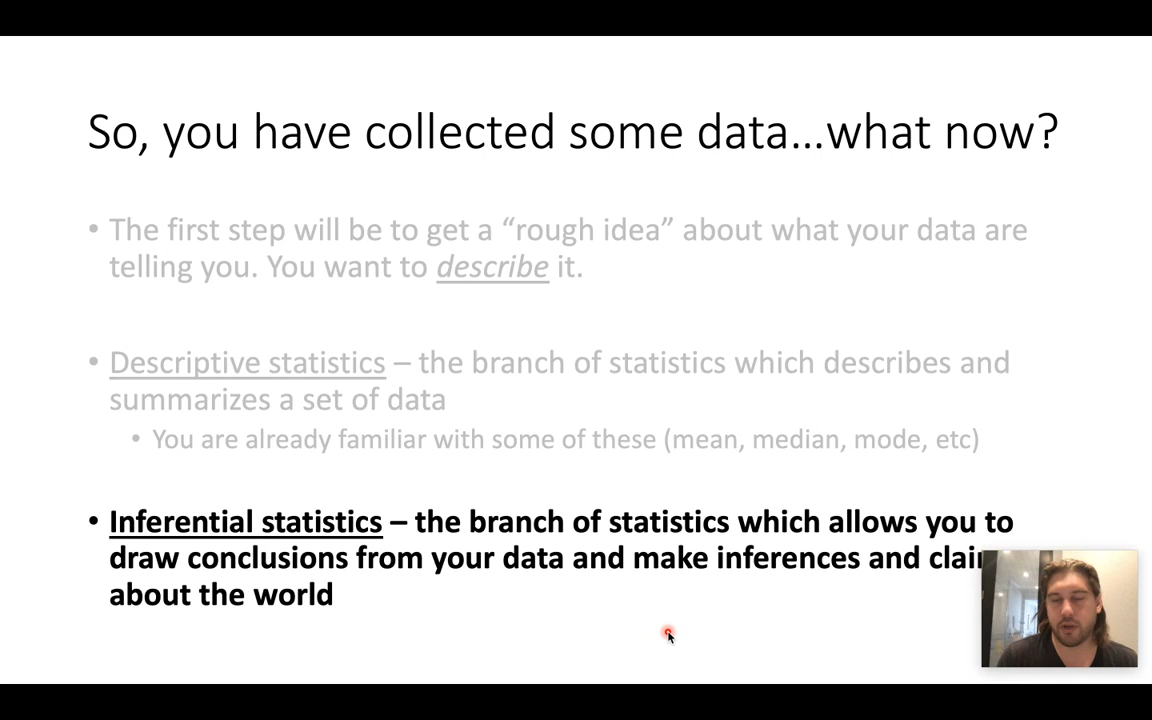 So, you have collected some data...what now?
• The first step will be to get a “rough idea” about what your data are
telling you. You want to describe it.
• Descriptive statistics – the branch of statistics which describes and
summarizes a set of data
• You are already familiar with some of these (mean, median, mode, etc)
• Inferential statistics – the branch of statistics which allows you to
draw conclusions from your data and make inferences and
about the world